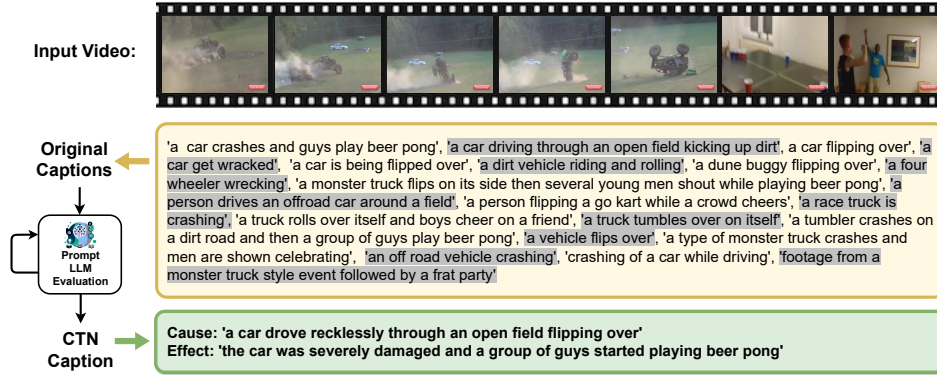 Input Video:
Original
Captions
'a car crashes and guys play beer pong', 'a car driving through an open field kicking up dirt', a car flipping over', 'a
car get wracked', 'a car is being flipped over', 'a dirt vehicle riding and rolling', 'a dune buggy flipping over', 'a four
wheeler wrecking', 'a monster truck flips on its side then several young men shout while playing beer pong', 'a
person drives an offroad car around a field', 'a person flipping a go kart while a crowd cheers', 'a race truck is
crashing', 'a truck rolls over itself and boys cheer on a friend', 'a truck tumbles over on itself', 'a tumbler crashes on
a dirt road and then a group of guys play beer pong', 'a vehicle flips over', 'a type of monster truck crashes and
men are shown celebrating', 'an off road vehicle crashing', 'crashing of a car while driving', 'footage from a
monster truck style event followed by a frat party'
Prompt
LLM
Evaluation
CTN
Caption
Cause: 'a car drove recklessly through an open field flipping over'
Effect: 'the car was severely damaged and a group of guys started playing beer pong'